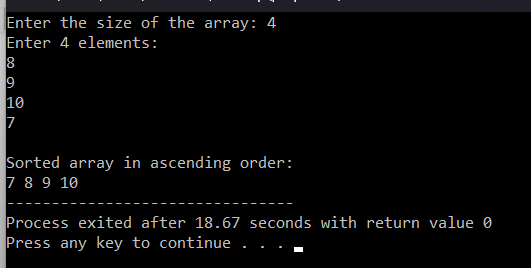 Enter the size of the array: 4
Enter 4 elements:
8
9
10
7
Sorted array in ascending order:
7 8 9 10
--------------------------------
Process exited after 18.67 seconds with return value 0
Press any key to continue . . .